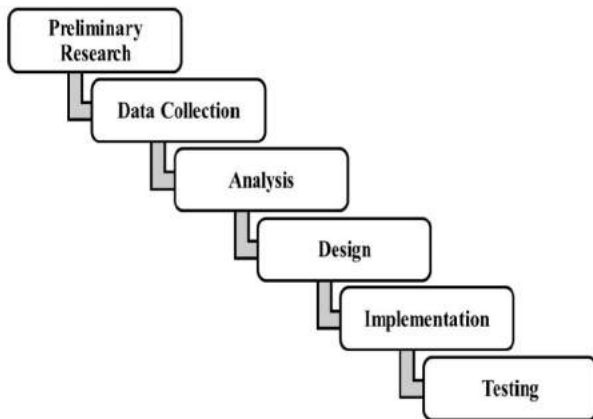 Preliminary
Research
Data Collection
Analysis
Design
Implementation
Testing